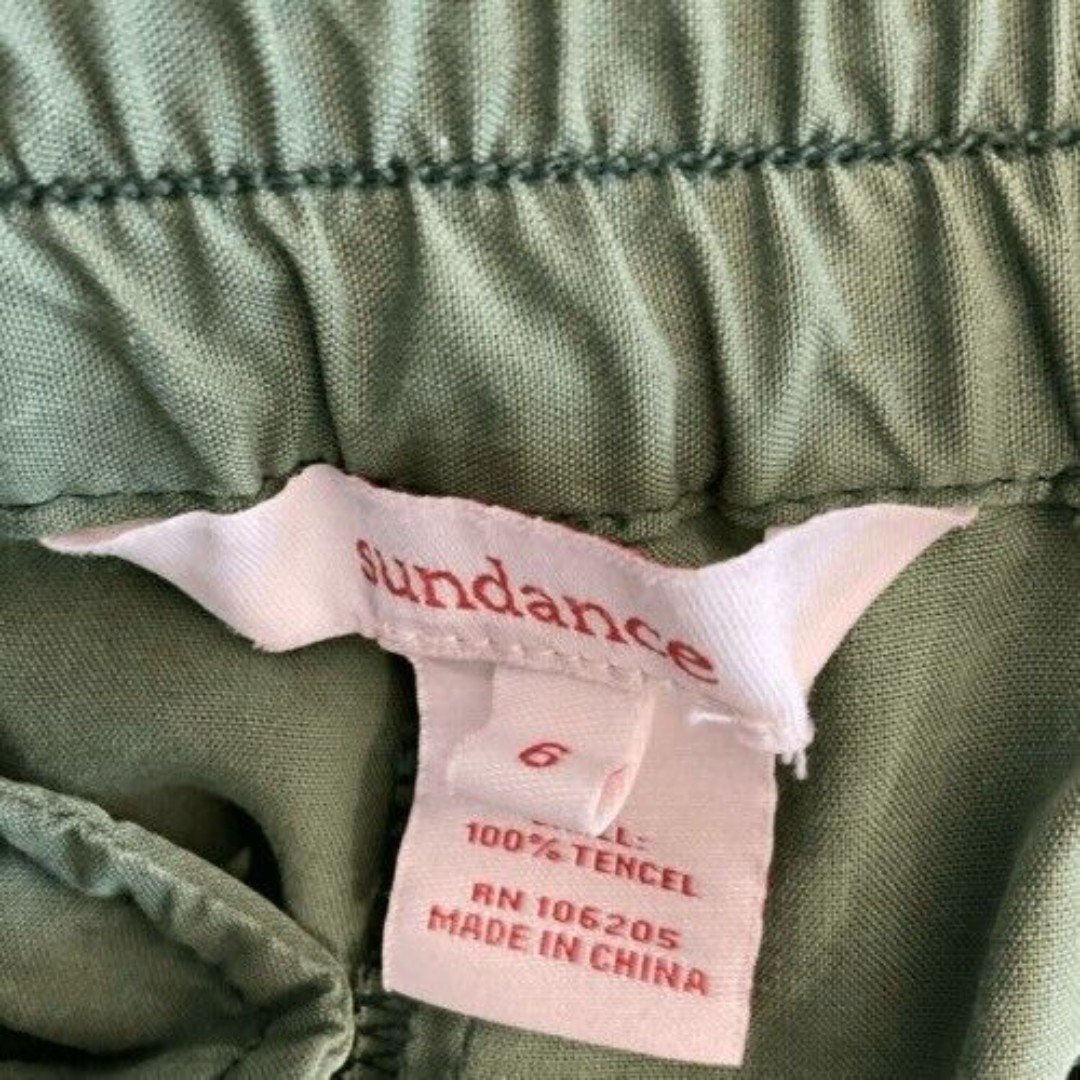 sundance
6
100% TENCEL
RN 106205
MADE IN CHINA